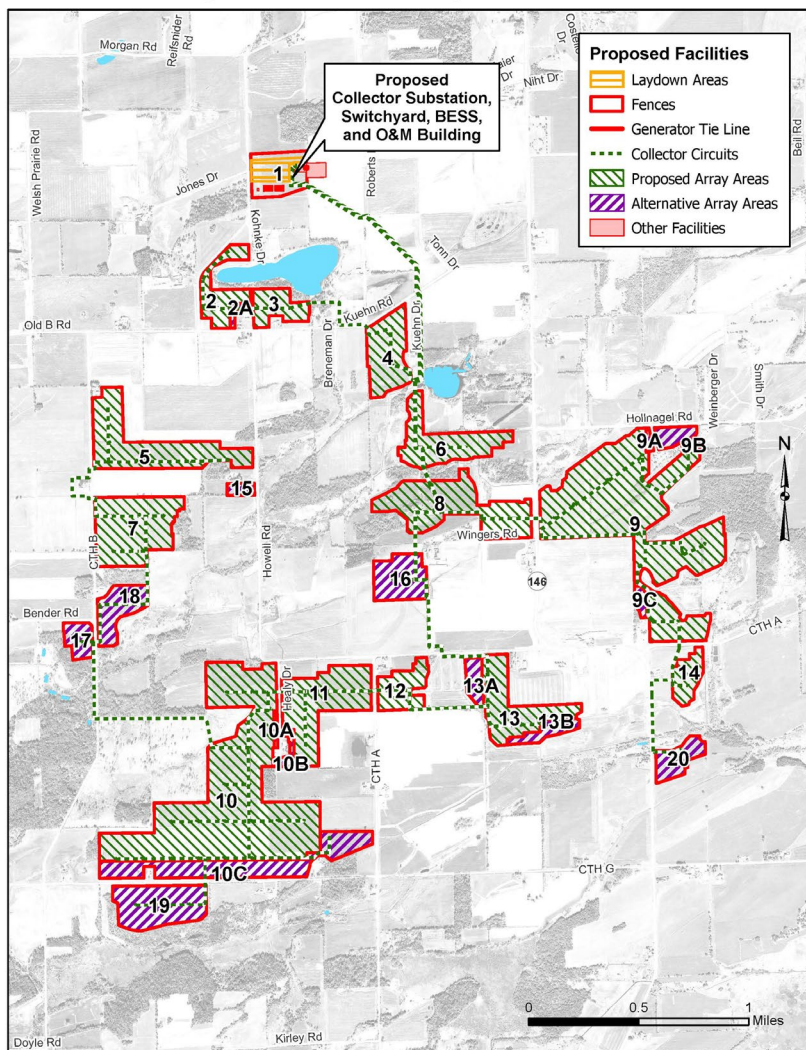 Morgan Rd
Reifsnider
Rd
Niht Dr
Dr
Beil Rd
Welsh Prairie Rd
Proposed
Collector Substation,
Switchyard, BESS,
and O&M Building
Proposed Facilities
Laydown Areas
Fences
Generator Tie Line
Collector Circuits
Proposed Array Areas
Alternative Array Areas
Other Facilities
Jones Dr
1
Kohnke Dr
Tonn Dr
2
2A
3
Old B Rd
Breneman Dr
Kuehn Rd
Kuehn Dr
4
Weinberger Dr
Smith Dr
Hollnagel Rd
N
5
6
9A
9B
15
7
8
9
Wingers Rd
CTH B
Howell Rd
146
16
Bender Rd
18
17
9C
CTH A
Healy Dr
11
12
13A
14
10A
13
13B
10B
CTH A
20
10
10C
CTH G
19
0
0.5
1
Miles
Doyle Rd
Kirley Rd